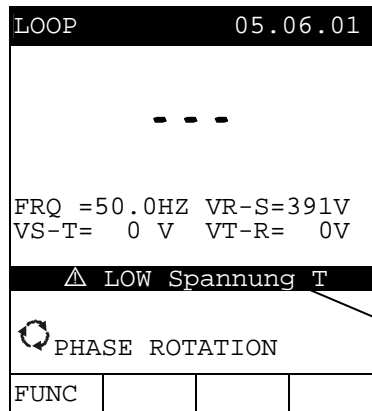 LOOP 05.06.01
- - -
FRQ =50.0HZ VR-S=391V
VS-T= 0 V VT-R= 0V
⚠ LOW Spannung T
PHASE ROTATION
FUNC